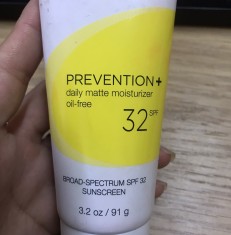 PREVENTION+
daily matte moisturizer
oil-free
32 SPF
BROAD-SPECTRUM SPF 32
SUNSCREEN
3.2 oz / 91 g